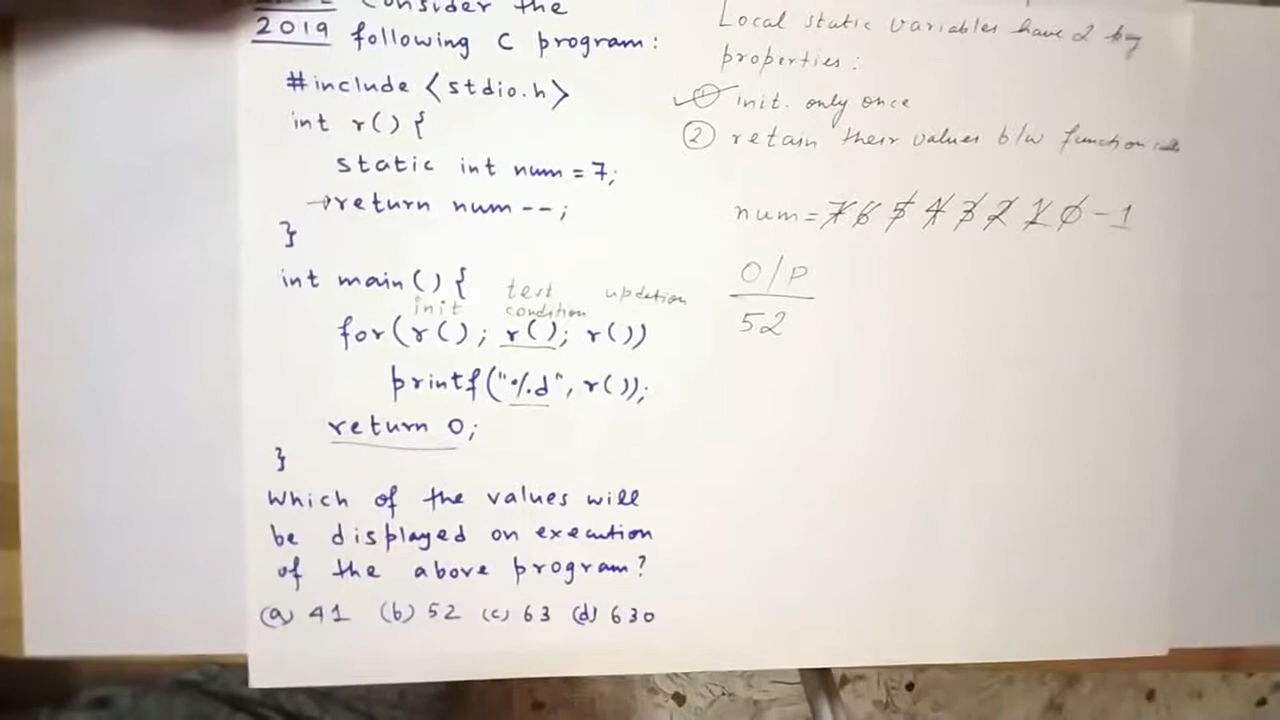 Consider the
2019 following C program:
#include <stdio.h>
int r() {
static int num = 7;
→return num --;
}
int main() {
test updation
init condition
for(r(); r(); r())
printf("%d", r());
return 0;
}
Which of the values will
be displayed on execution
of the above program?
(a) 41 (b) 52 (c) 63 (d) 630
Local static variables have 2
properties:
① init. only once
② retain their values b/w function
num = 7 6 5 4 3 2 1 0 -1
O/P
52